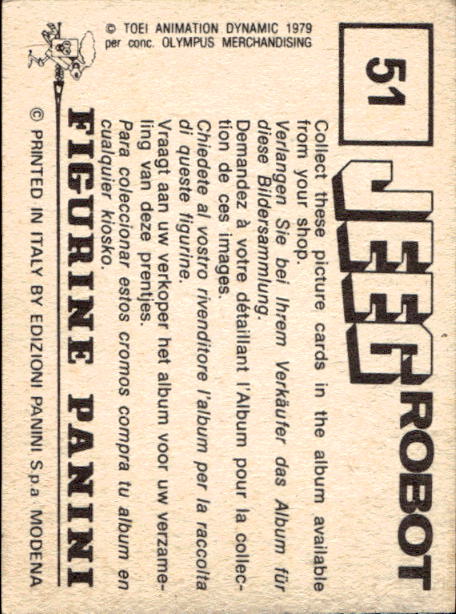 51
JEEG ROBOT
Collect these picture cards in the album available
from your shop.
Verlangen Sie bei Ihrem Verkäufer das Album für
diese Bildersammlung.
Demandez à votre détaillant l'Album pour la collec-
tion de ces images.
Chiedete al vostro rivenditore l'album per la raccolta
di queste figurine.
Vraagt aan uw verkoper het album voor uw verzame-
ling van deze prentjes.
Para coleccionar estos cromos compra tu album en
cualquier kiosko.
© TOEI ANIMATION DYNAMIC 1979
per conc. OLYMPUS MERCHANDISING
FIGURINE PANINI
© PRINTED IN ITALY BY EDIZIONI PANINI S.p.a MODENA